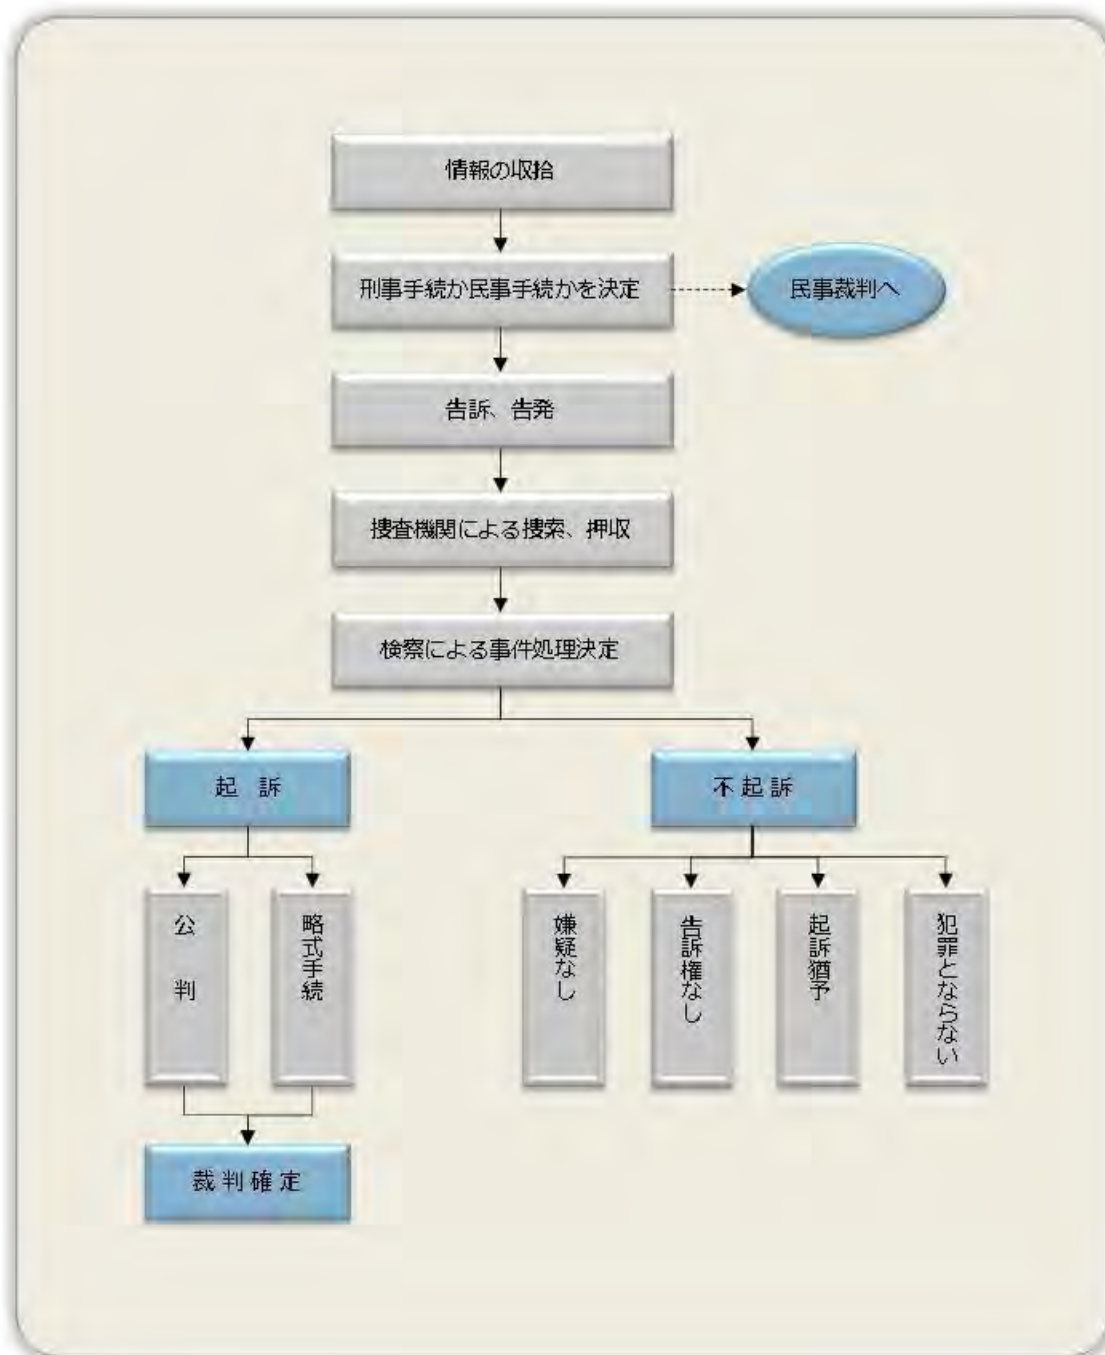 情報の収拾
刑事手続か民事手続かを決定
民事裁判へ
告訴、告発
捜査機関による捜索、押収
検察による事件処理決定
起 訴
不 起 訴
公 判
略式手続
嫌疑なし
告訴権なし
起訴猶予
犯罪とならない
裁 判 確 定